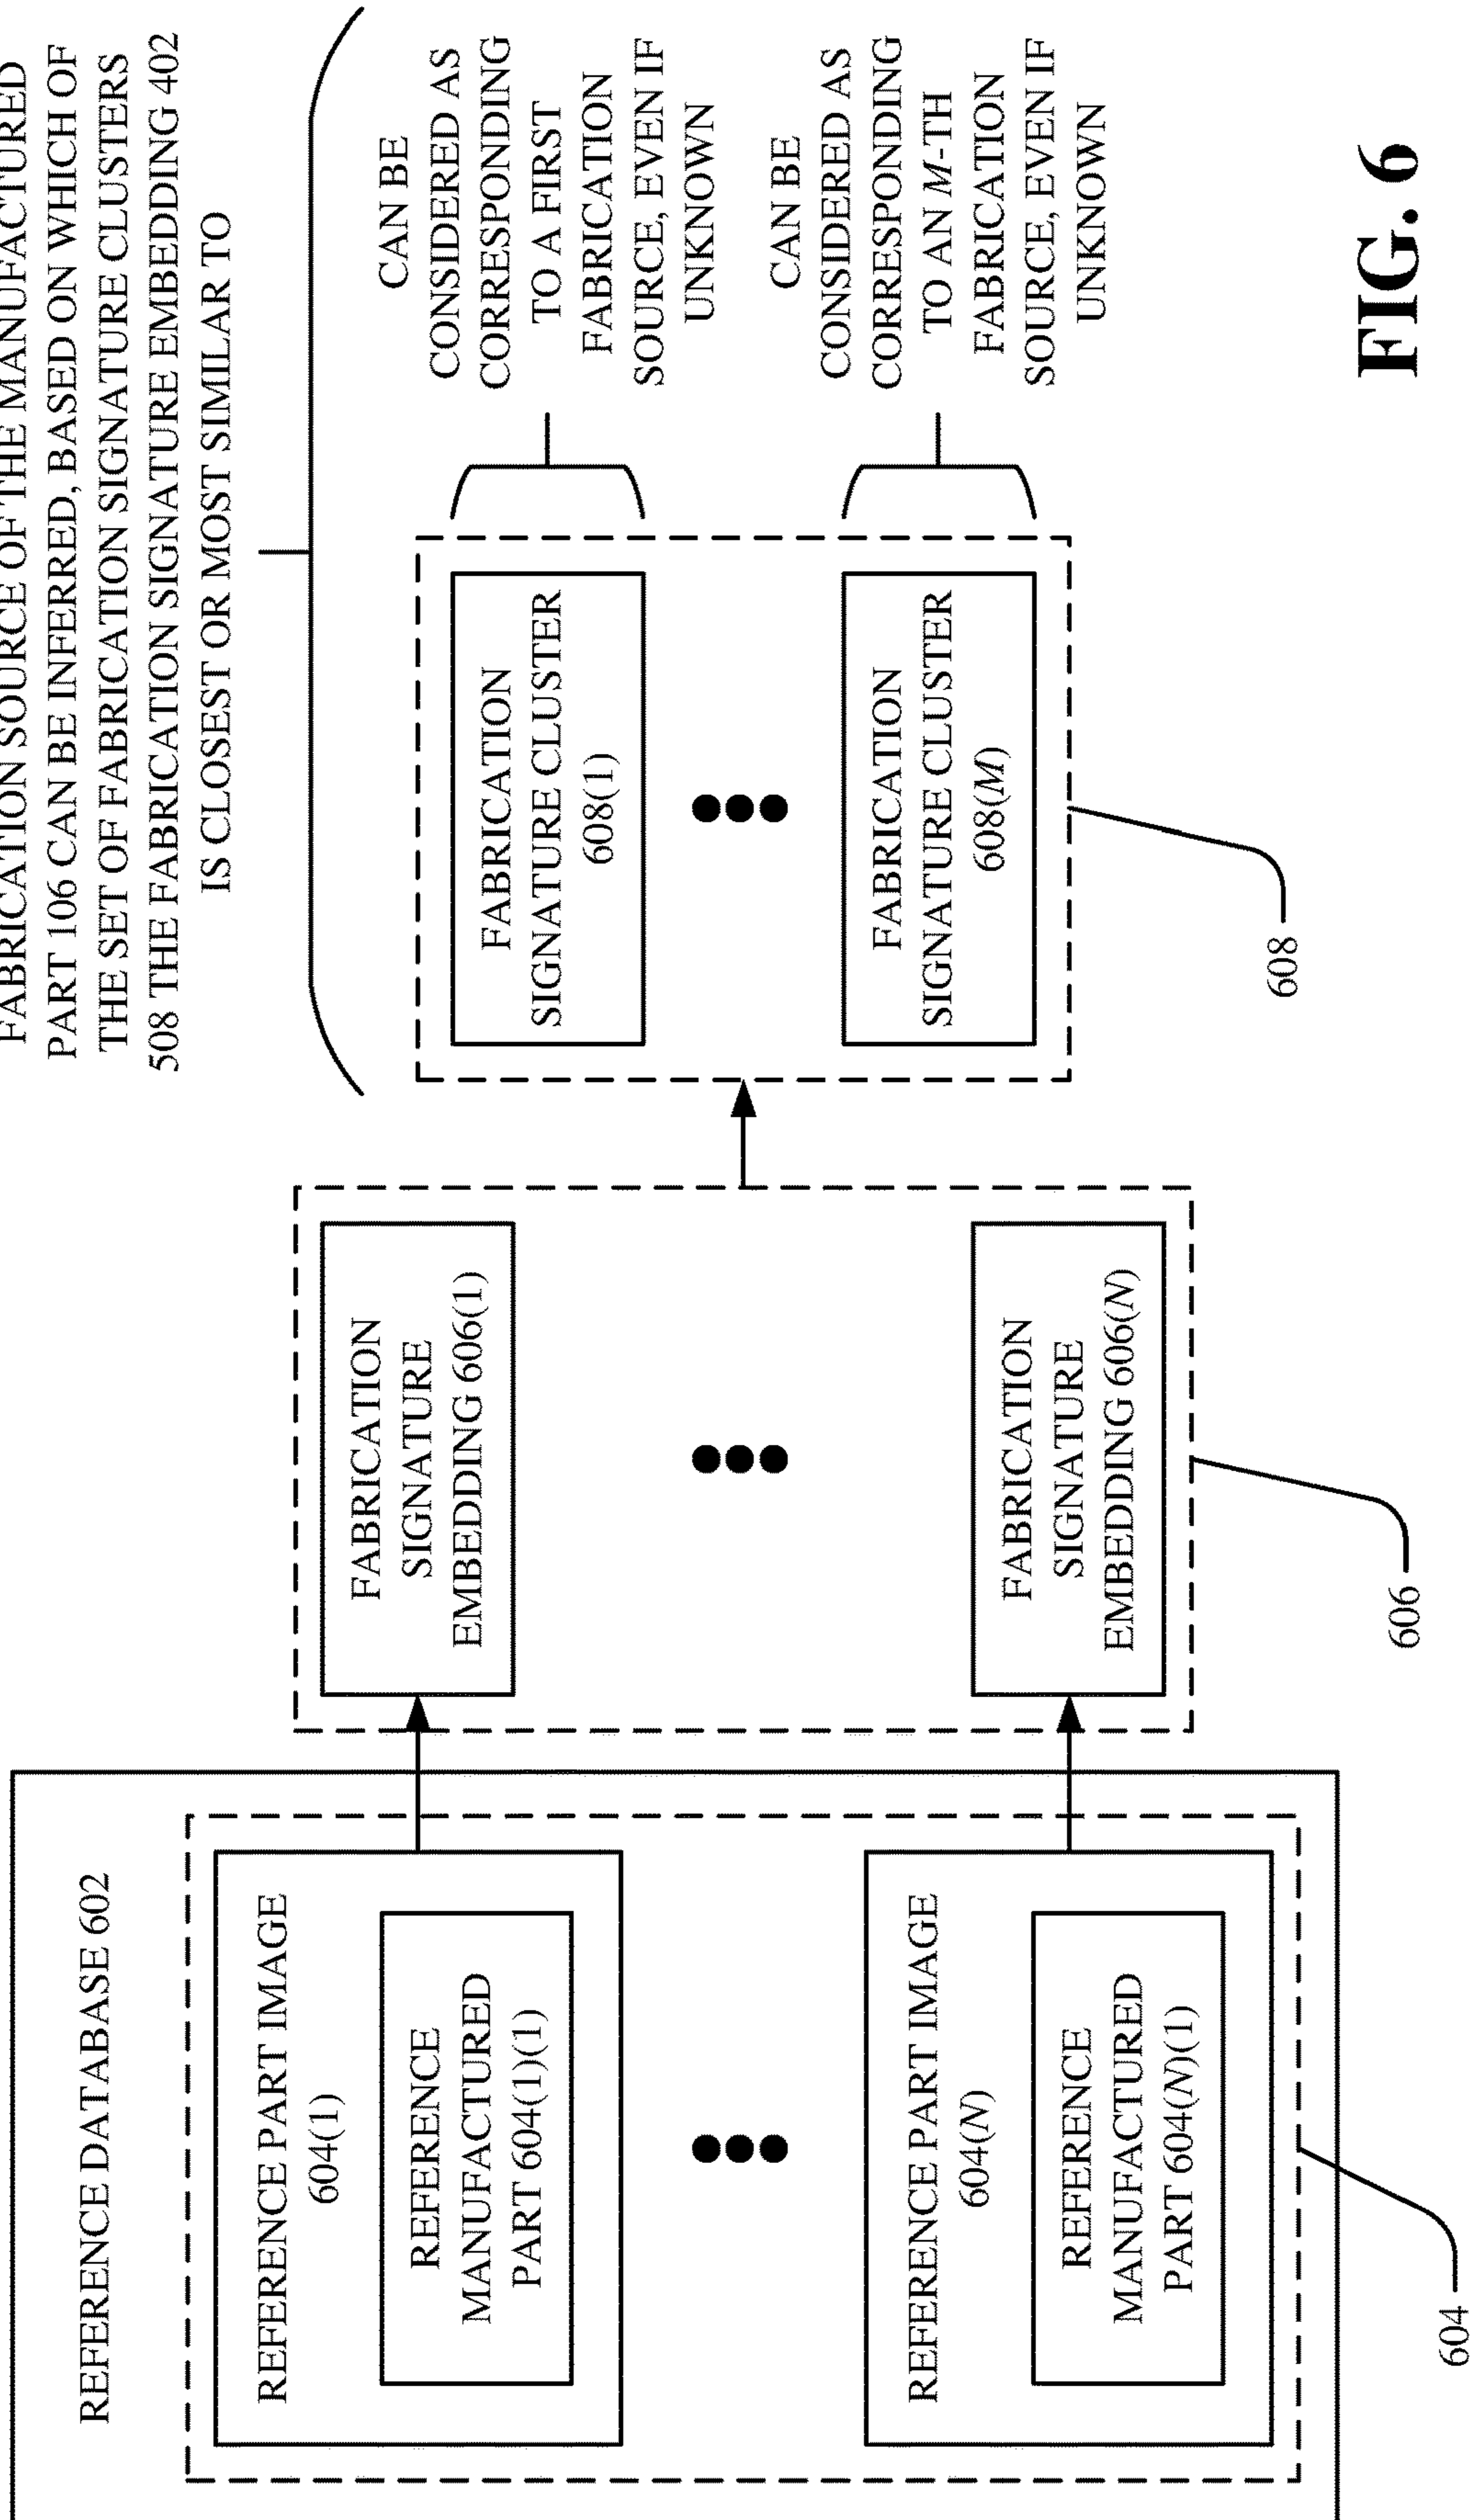 FABRICATION SOURCE OF THE MANUFACTURED
PART 106 CAN BE INFERRED, BASED ON WHICH OF
THE SET OF FABRICATION SIGNATURE CLUSTERS
508 THE FABRICATION SIGNATURE EMBEDDING 402
IS CLOSEST OR MOST SIMILAR TO
REFERENCE DATABASE 602
REFERENCE PART IMAGE
604(1)
REFERENCE
MANUFACTURED
PART 604(1)(1)
REFERENCE PART IMAGE
604(N)
REFERENCE
MANUFACTURED
PART 604(N)(1)
604
FABRICATION
SIGNATURE
EMBEDDING 606(1)
FABRICATION
SIGNATURE
EMBEDDING 606(N)
606
FABRICATION
SIGNATURE CLUSTER
608(1)
FABRICATION
SIGNATURE CLUSTER
608(M)
608
CAN BE
CONSIDERED AS
CORRESPONDING
TO A FIRST
FABRICATION
SOURCE, EVEN IF
UNKNOWN
CAN BE
CONSIDERED AS
CORRESPONDING
TO AN M-TH
FABRICATION
SOURCE, EVEN IF
UNKNOWN
FIG. 6